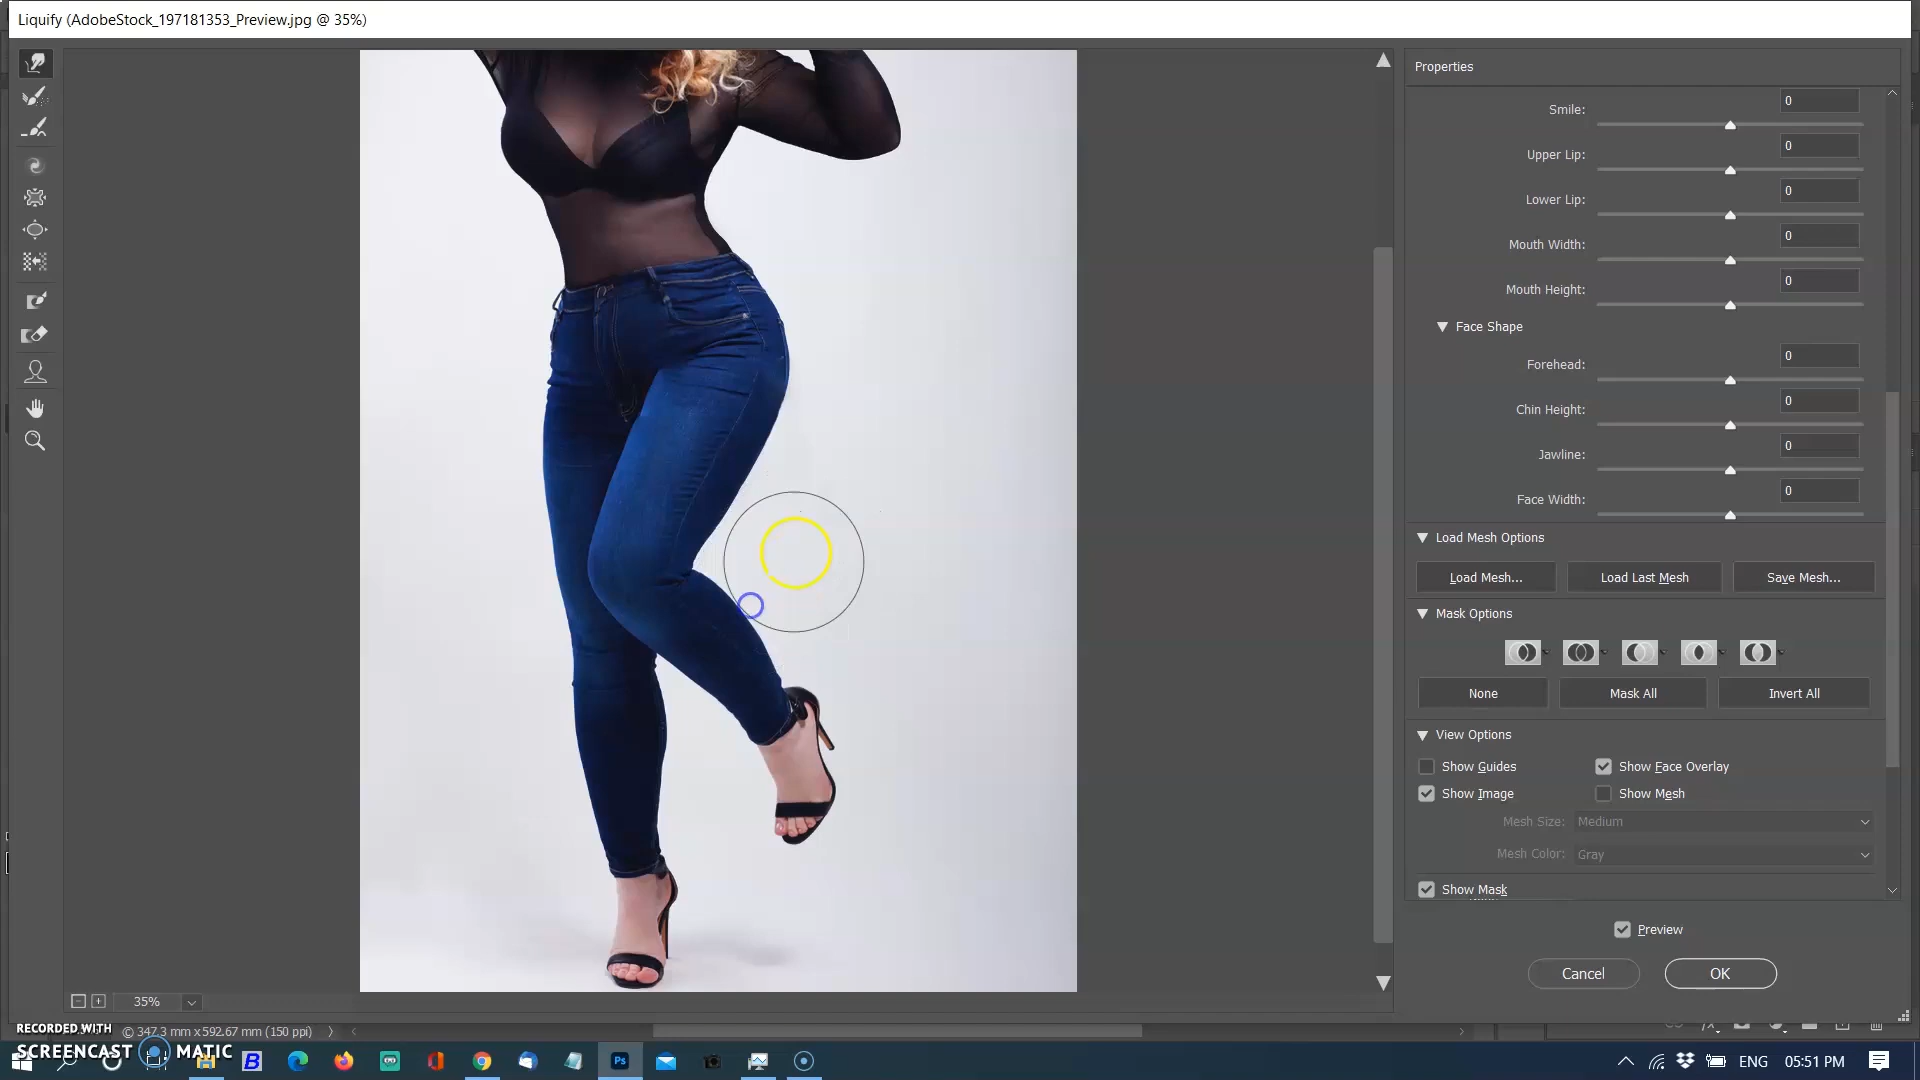 Liquify (AdobeStock_197181353_Preview.jpg @ 35%)
Properties
Smile: 0
Upper Lip: 0
Lower Lip: 0
Mouth Width: 0
Mouth Height: 0
Face Shape
Forehead: 0
Chin Height: 0
Jawline: 0
Face Width: 0
Load Mesh Options
Load Mesh... Load Last Mesh Save Mesh...
Mask Options
None Mask All Invert All
View Options
Show Guides Show Face Overlay
Show Image Show Mesh
Mesh Size: Medium
Mesh Color: Gray
Show Mask
Preview
Cancel OK
35%
© 347.3 mm x 592.67 mm (150 ppi)
RECORDED WITH
SCREENCAST MATIC
B Ps ENG 05:51 PM